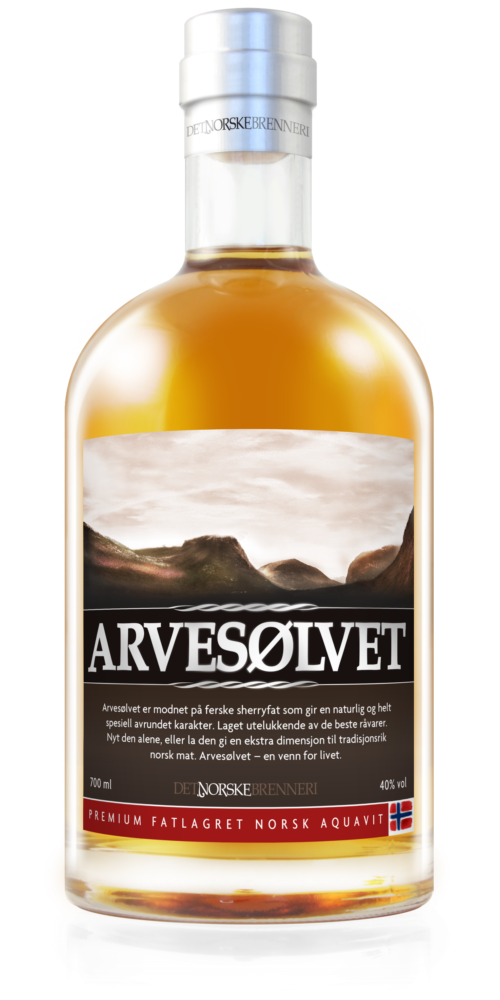 DETNORSKEBRENNERI
ARVESØLVET
Arvesølvet er modnet på ferske sherryfat som gir en naturlig og helt
spesiell avrundet karakter. Laget utelukkende av de beste råvarer.
Nyt den alene, eller la den gi en ekstra dimensjon til tradisjonsrik
norsk mat. Arvesølvet – en venn for livet.
700 ml
DETNORSKEBRENNERI
40% vol
PREMIUM FATLAGRET NORSK AQUAVIT